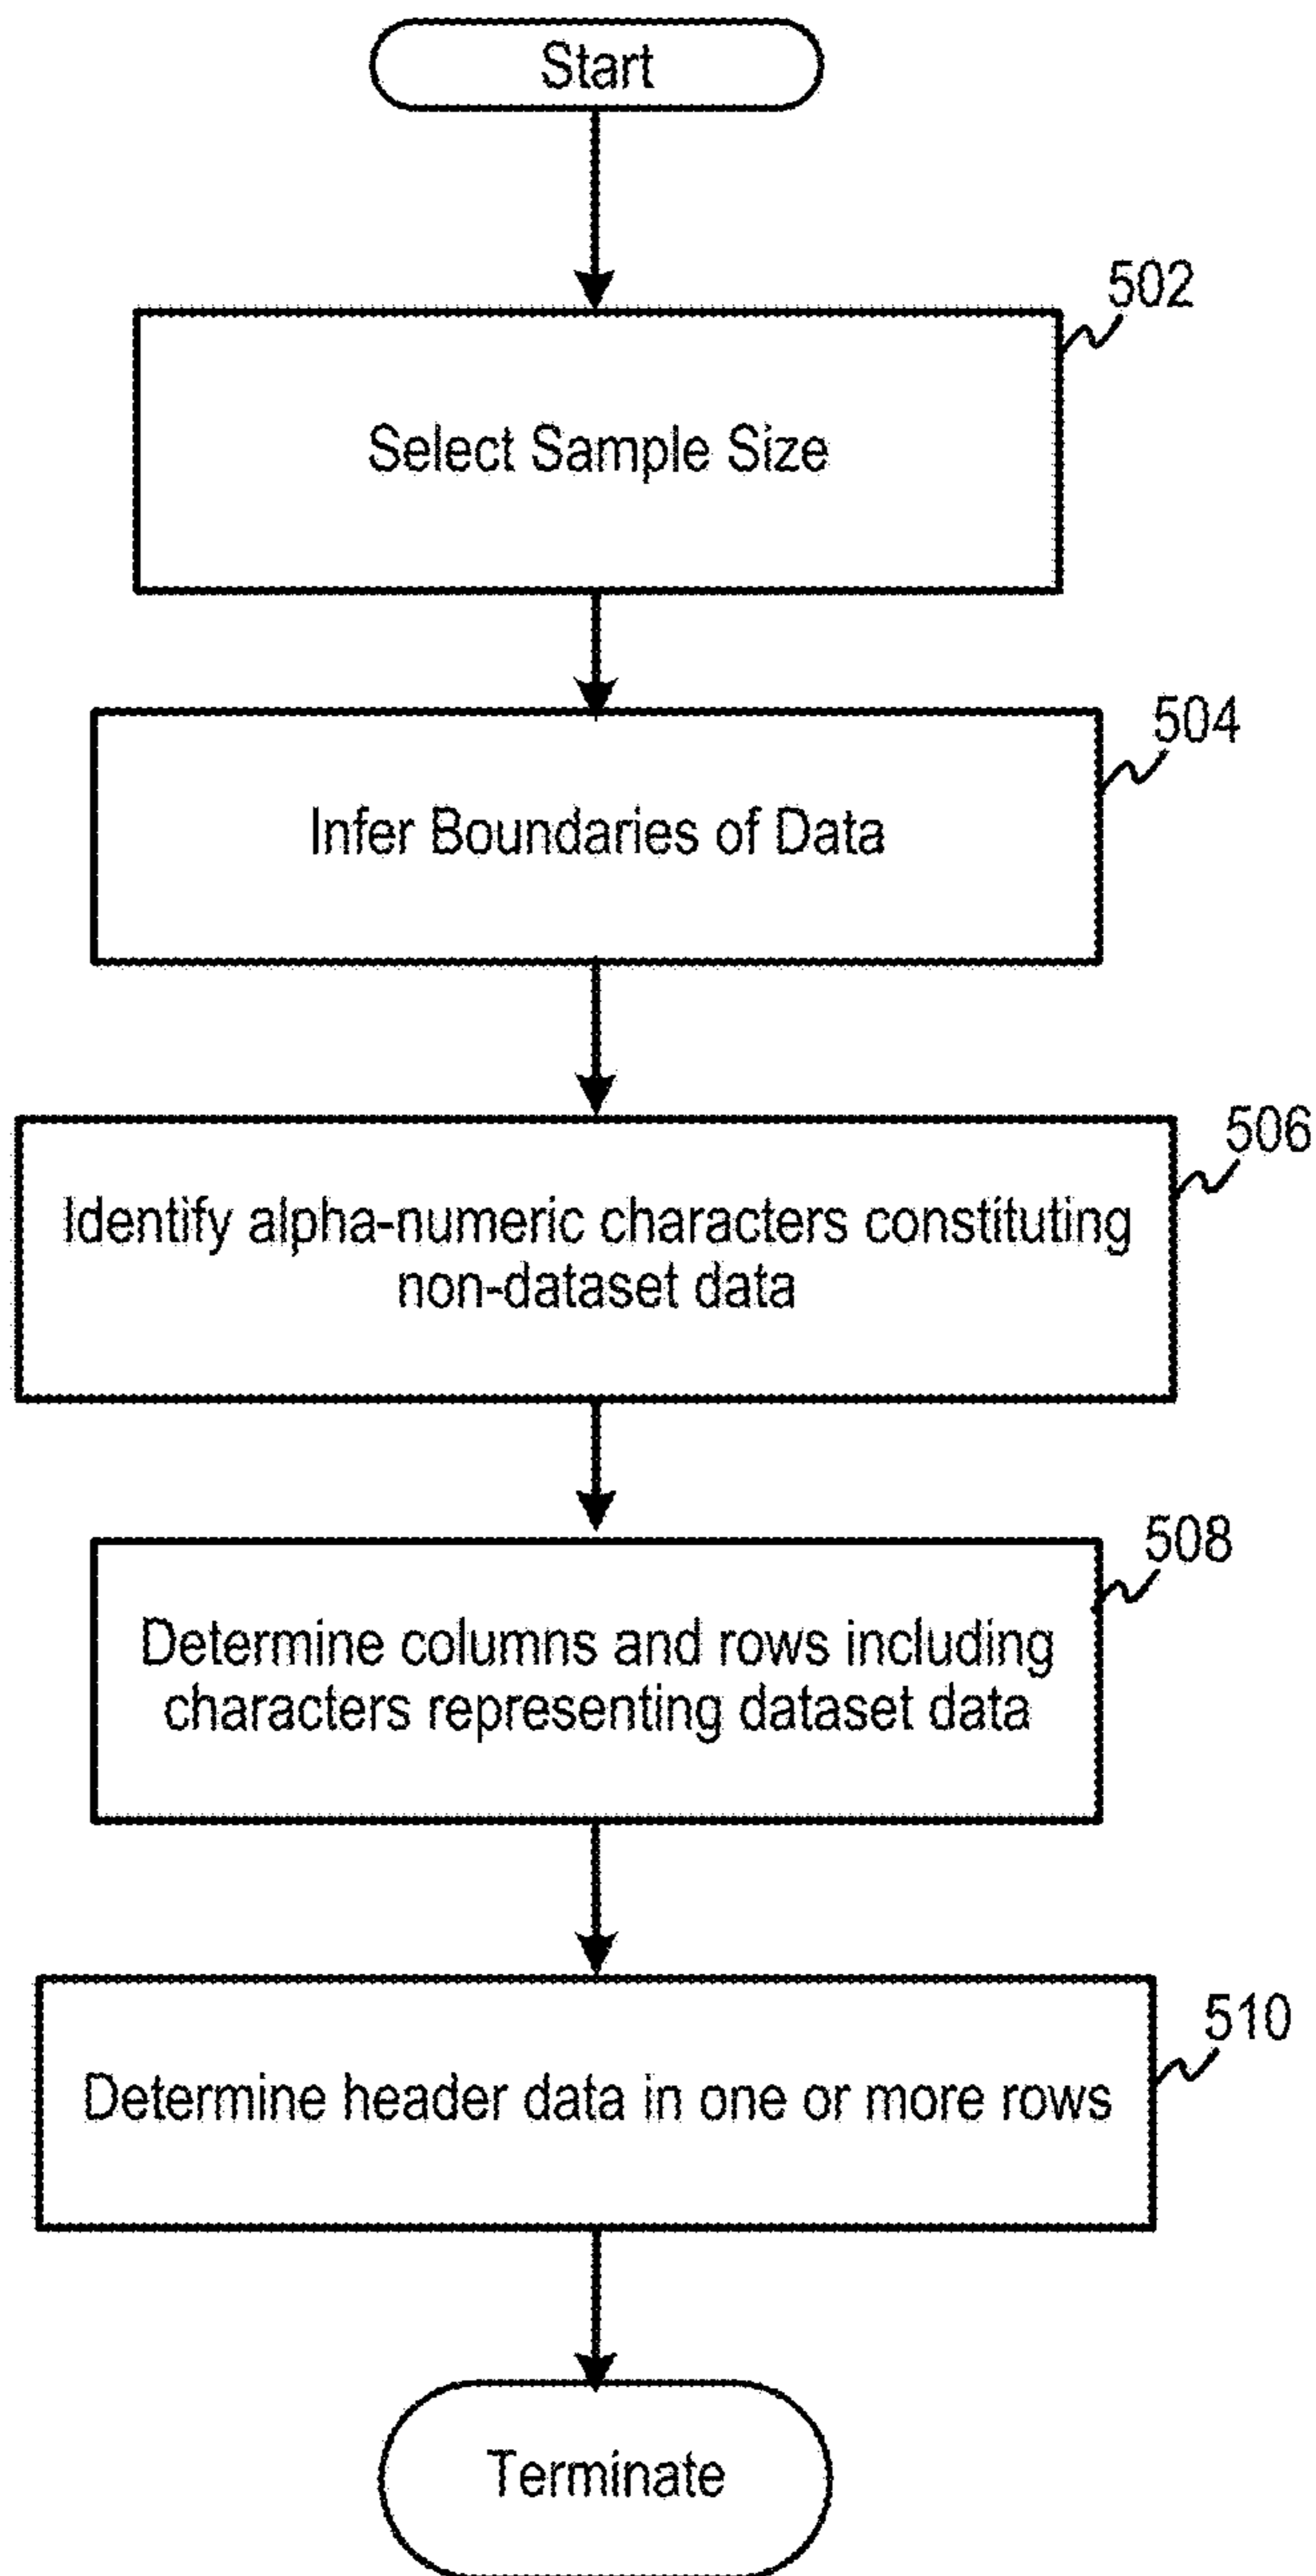 Start
502
Select Sample Size
504
Infer Boundaries of Data
506
Identify alpha-numeric characters constituting
non-dataset data
508
Determine columns and rows including
characters representing dataset data
510
Determine header data in one or more rows
Terminate